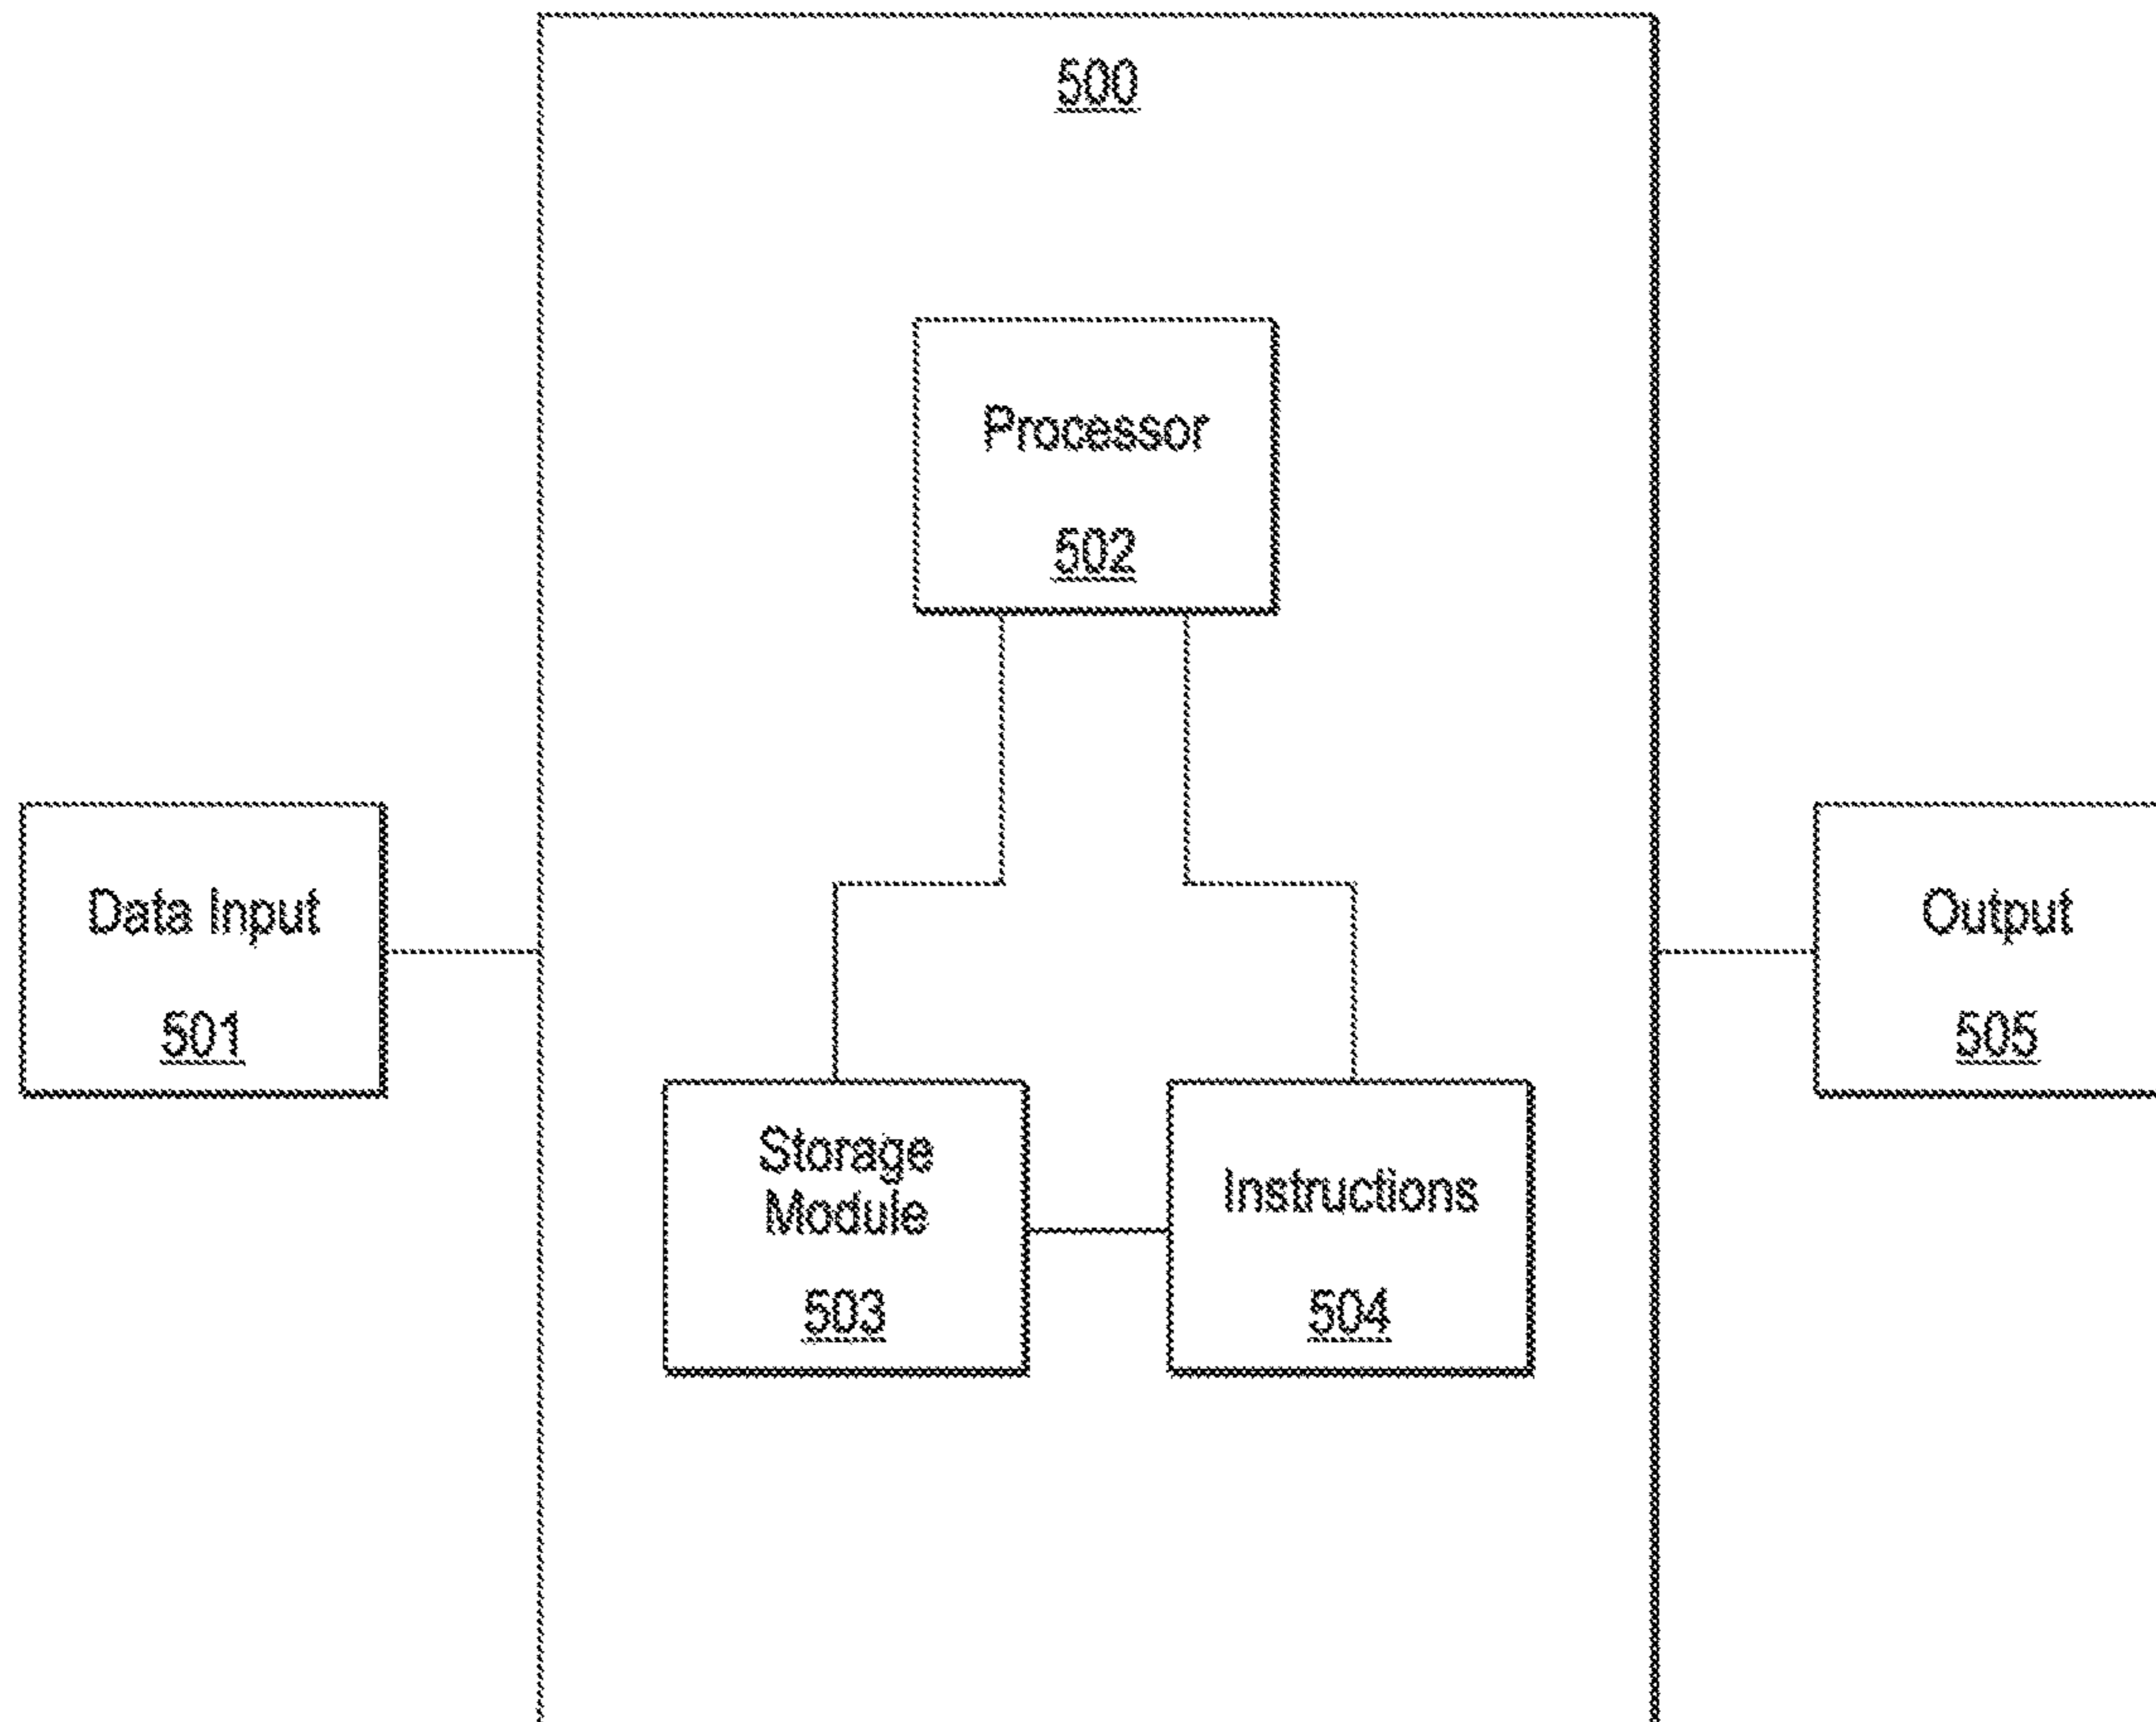 500
Processor
502
Data Input
501
Output
505
Storage
Module
503
Instructions
504